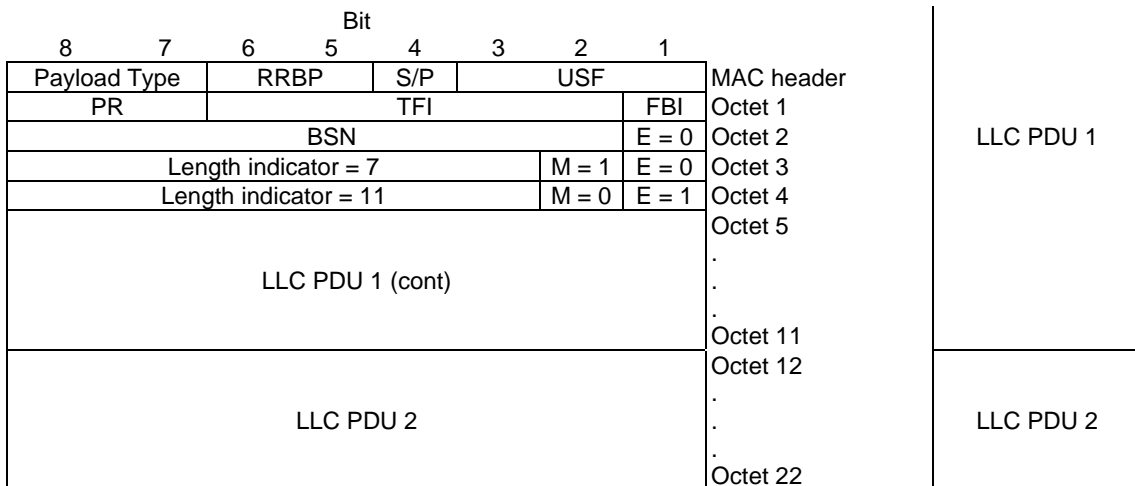 Bit
8 7 6 5 4 3 2 1
Payload Type RRBP S/P USF MAC header
PR TFI FBI Octet 1
BSN E = 0 Octet 2 LLC PDU 1
Length indicator = 7 M = 1 E = 0 Octet 3
Length indicator = 11 M = 0 E = 1 Octet 4
Octet 5
.
LLC PDU 1 (cont) .
.
Octet 11
Octet 12
.
LLC PDU 2 . LLC PDU 2
.
Octet 22